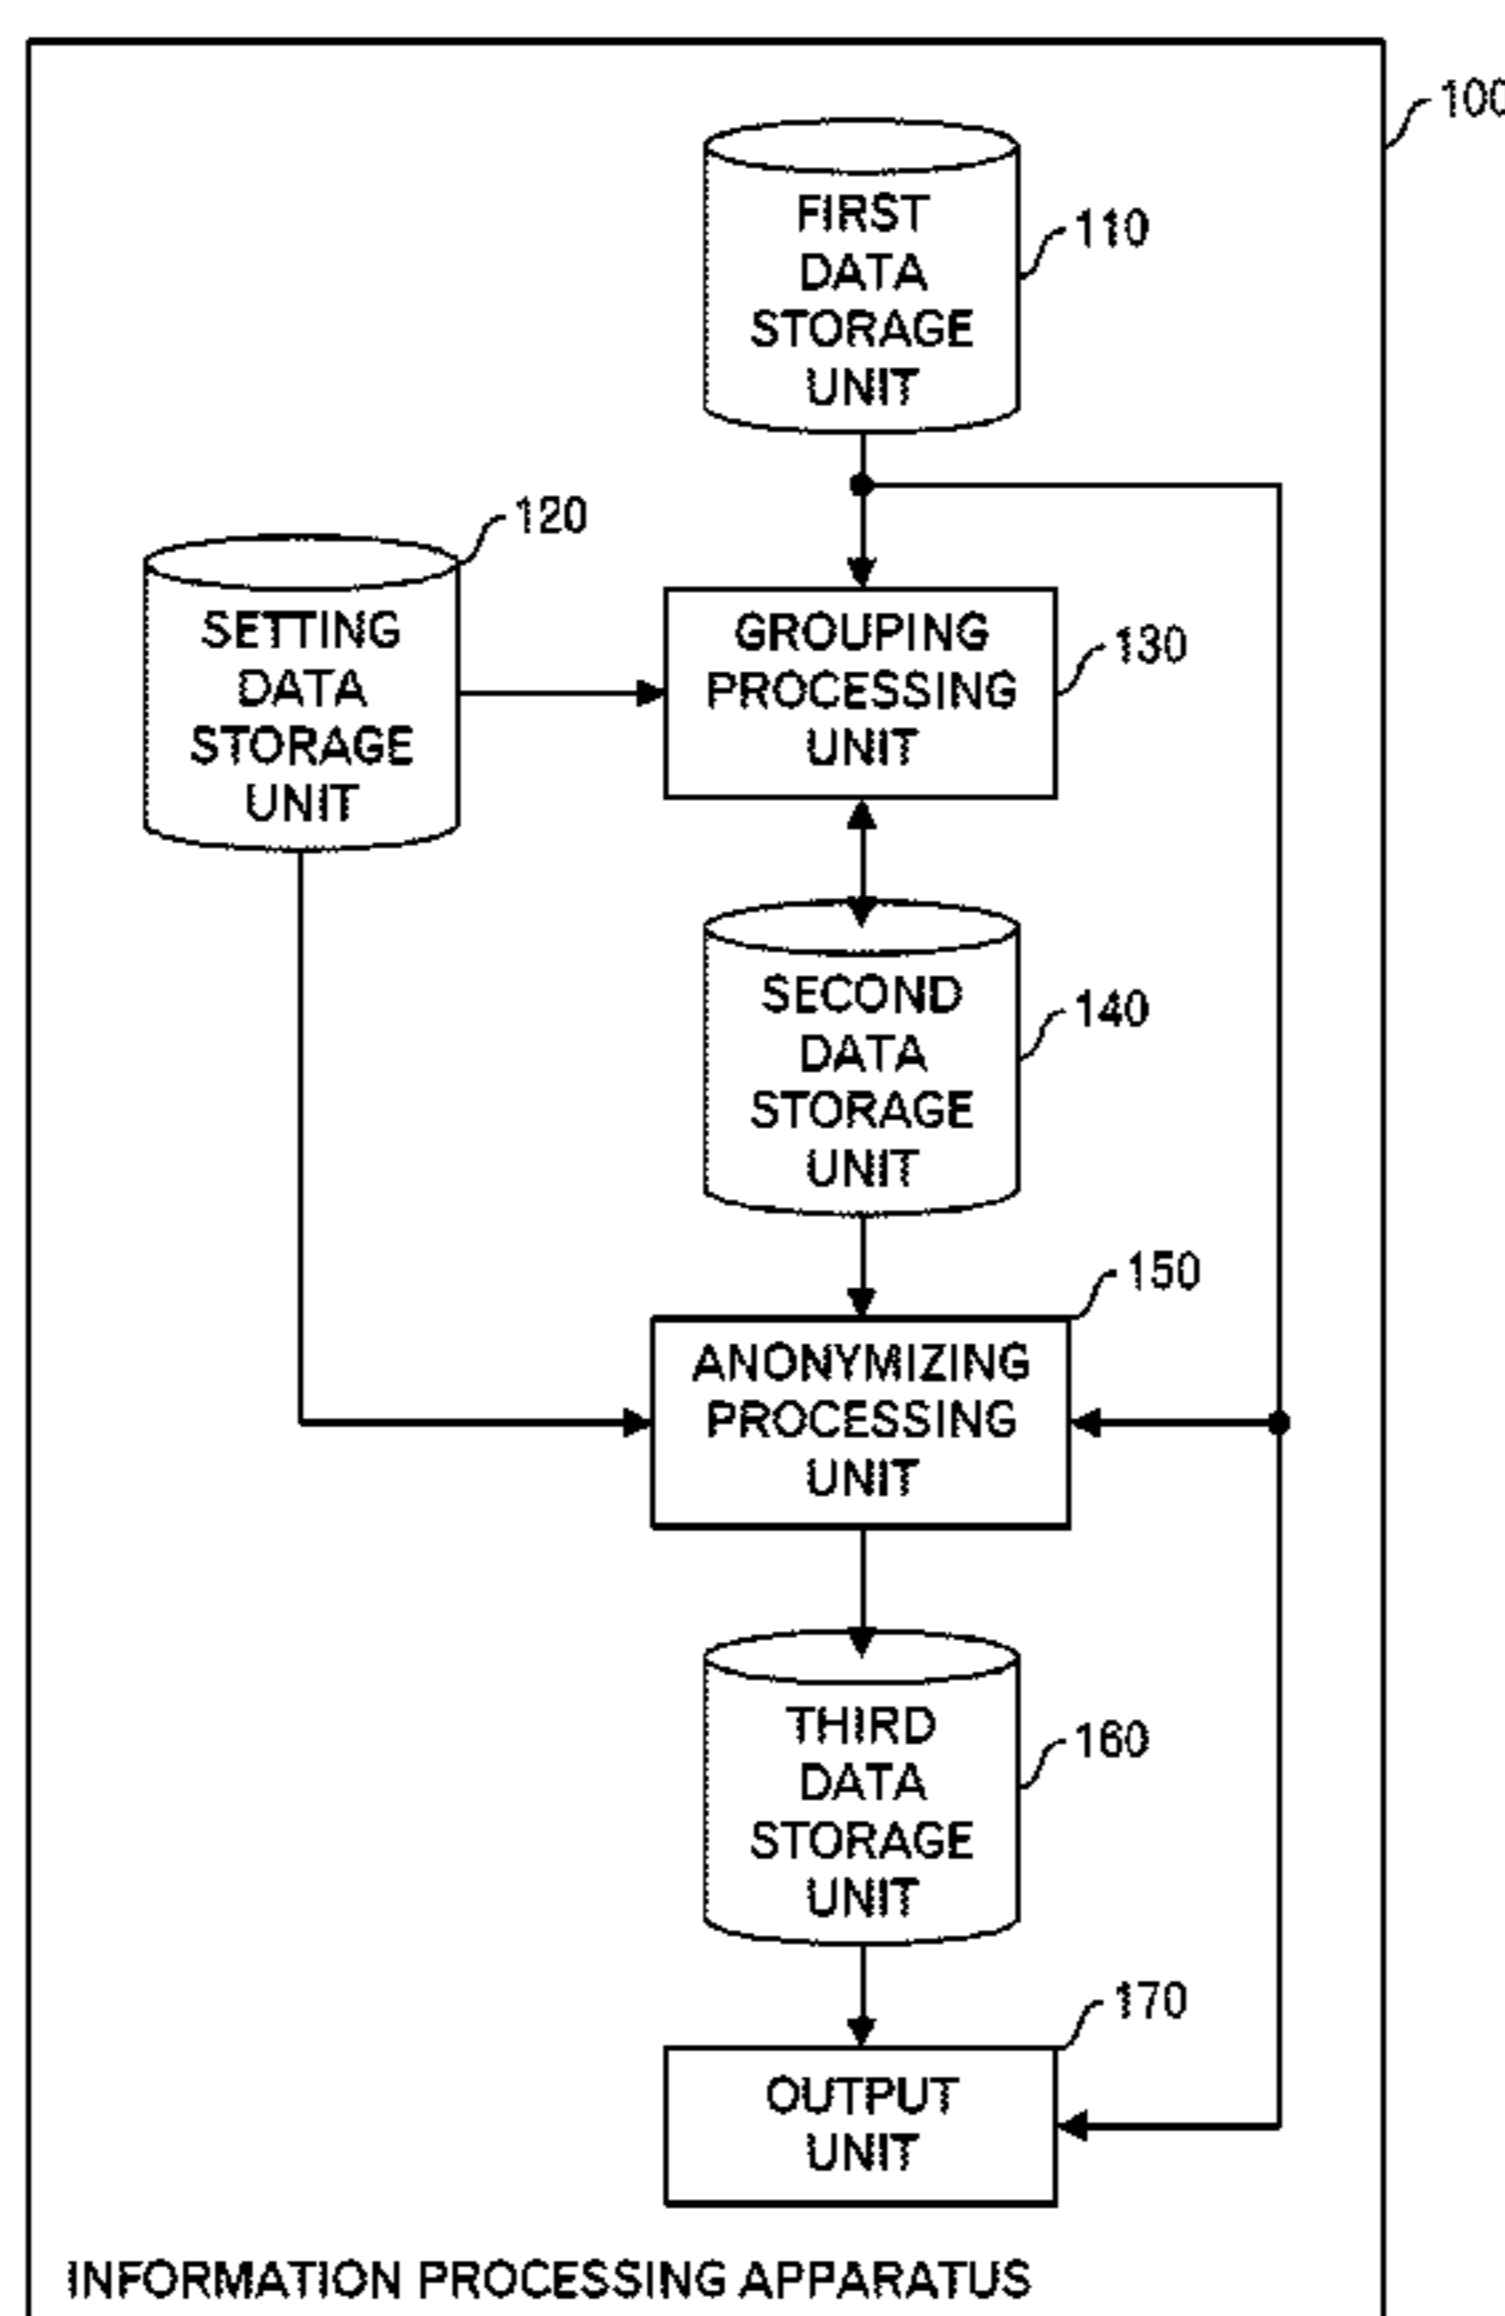 100
FIRST
DATA
STORAGE
UNIT
110
120
SETTING
DATA
STORAGE
UNIT
GROUPING
PROCESSING
UNIT
130
SECOND
DATA
STORAGE
UNIT
140
150
ANONYMIZING
PROCESSING
UNIT
THIRD
DATA
STORAGE
UNIT
160
170
OUTPUT
UNIT
INFORMATION PROCESSING APPARATUS